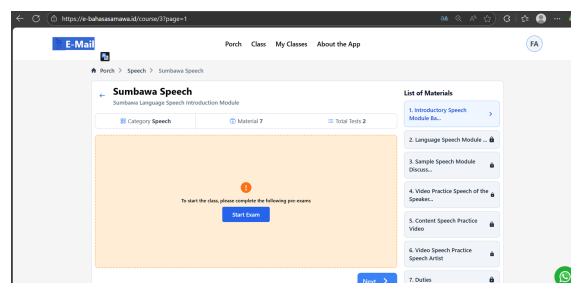 https://e-bahasasamawa.id/course/3?page=1
E-Mail
Porch Class My Classes About the App
FA
Porch > Speech > Sumbawa Speech
← Sumbawa Speech
Sumbawa Language Speech Introduction Module
Category Speech
Material 7
Total Tests 2
To start the class, please complete the following pre-exams
Start Exam
Next >
List of Materials
1. Introductory Speech
Module Ba...
2. Language Speech Module ...
3. Sample Speech Module
Discuss...
4. Video Practice Speech of the
Speaker...
5. Content Speech Practice
Video
6. Video Speech Practice
Speech Artist
7. Duties